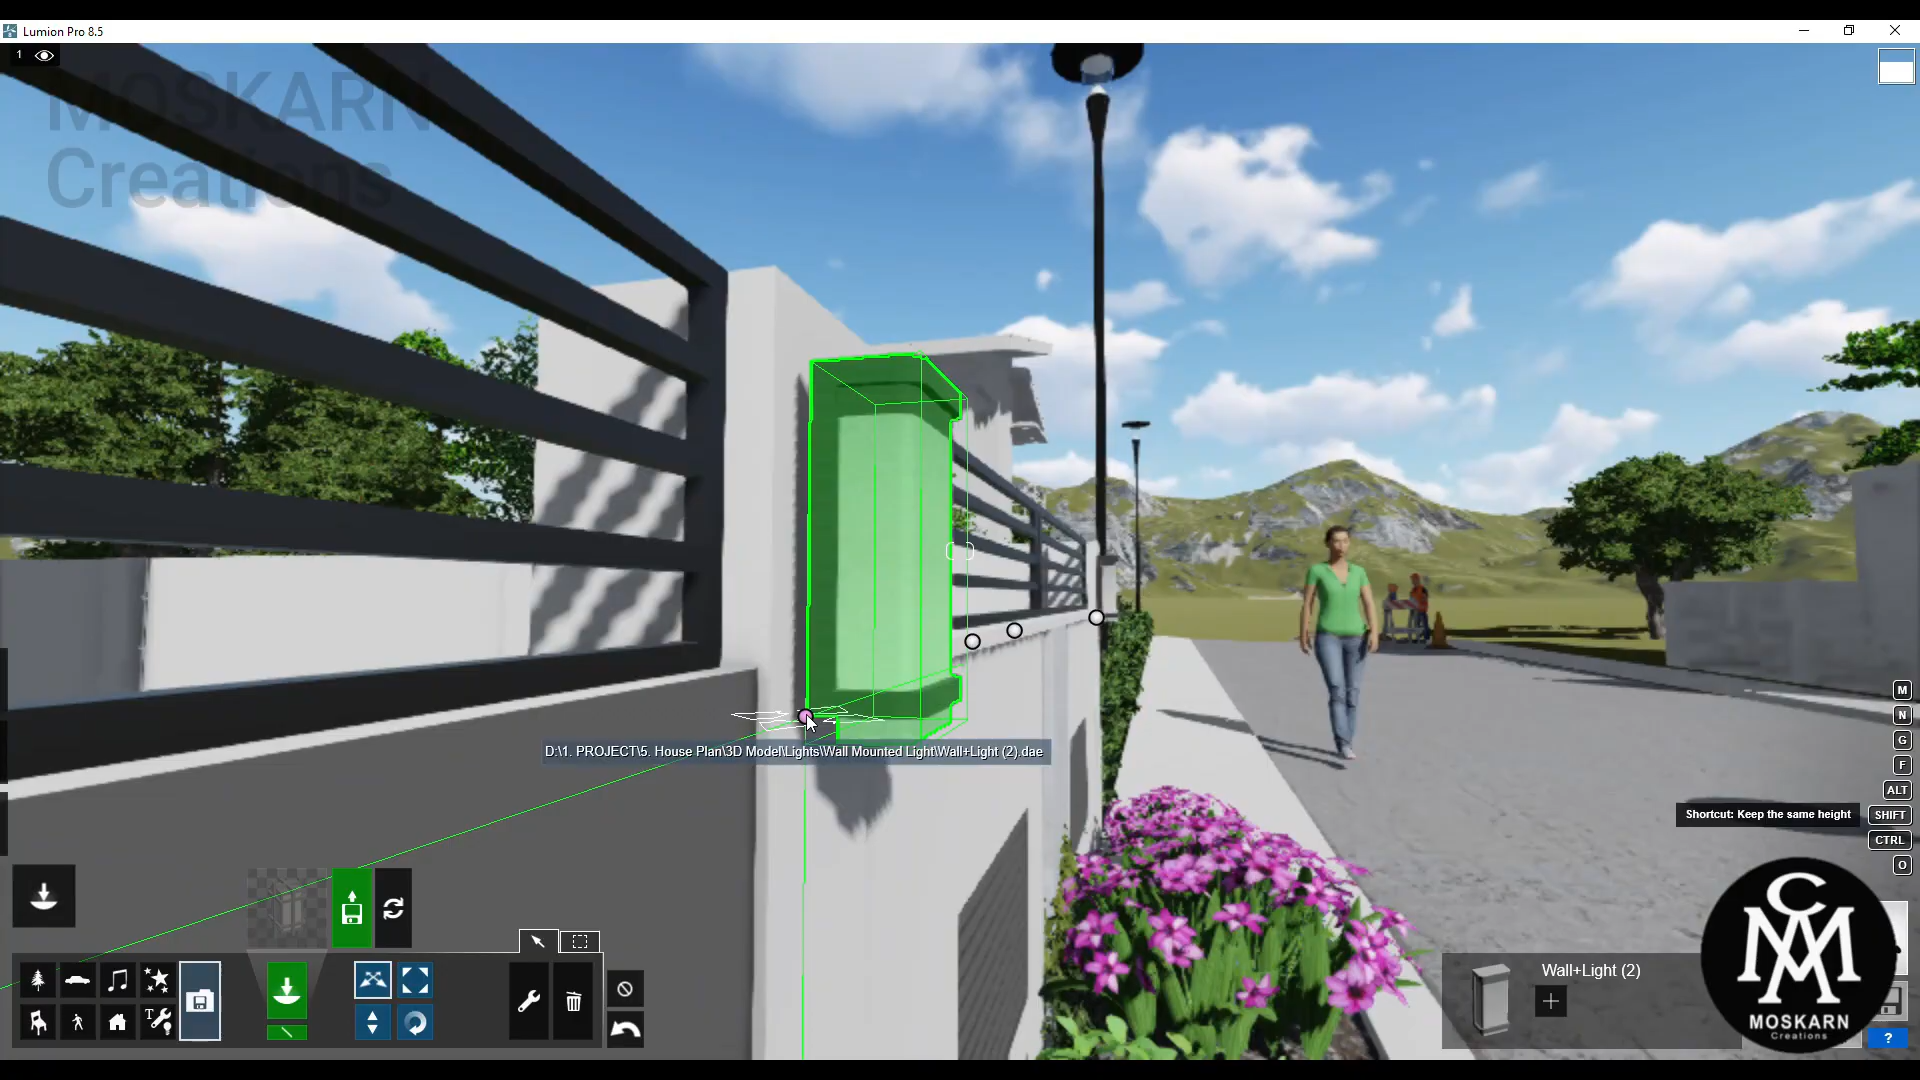 Lumion Pro 8.5
1
MOSKARN
Creations
D:\1. PROJECT\5. House Plan\3D Model\Lights\Wall Mounted Light\Wall+Light (2).dae
M
N
G
F
ALT
Shortcut: Keep the same height
SHIFT
CTRL
O
Wall+Light (2)
CM
MOSKARN
Creations
?